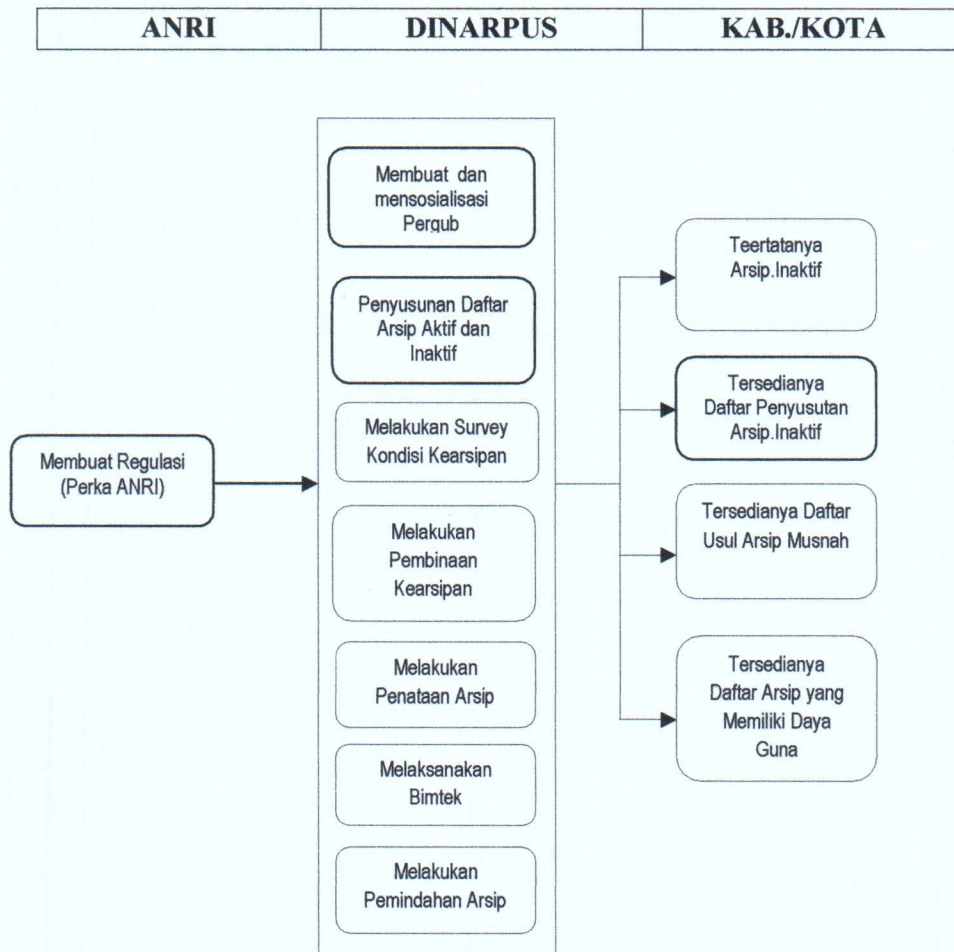 ANRI DINARPUS KAB./KOTA
Membuat Regulasi
(Perka ANRI)
Membuat dan
mensosialisasi
Pergub
Penyusunan Daftar
Arsip Aktif dan
Inaktif
Melakukan Survey
Kondisi Kearsipan
Melakukan
Pembinaan
Kearsipan
Melakukan
Penataan Arsip
Melaksanakan
Bimtek
Melakukan
Pemindahan Arsip
Teertatanya
Arsip.Inaktif
Tersedianya
Daftar Penyusutan
Arsip.Inaktif
Tersedianya Daftar
Usul Arsip Musnah
Tersedianya
Daftar Arsip yang
Memiliki Daya
Guna